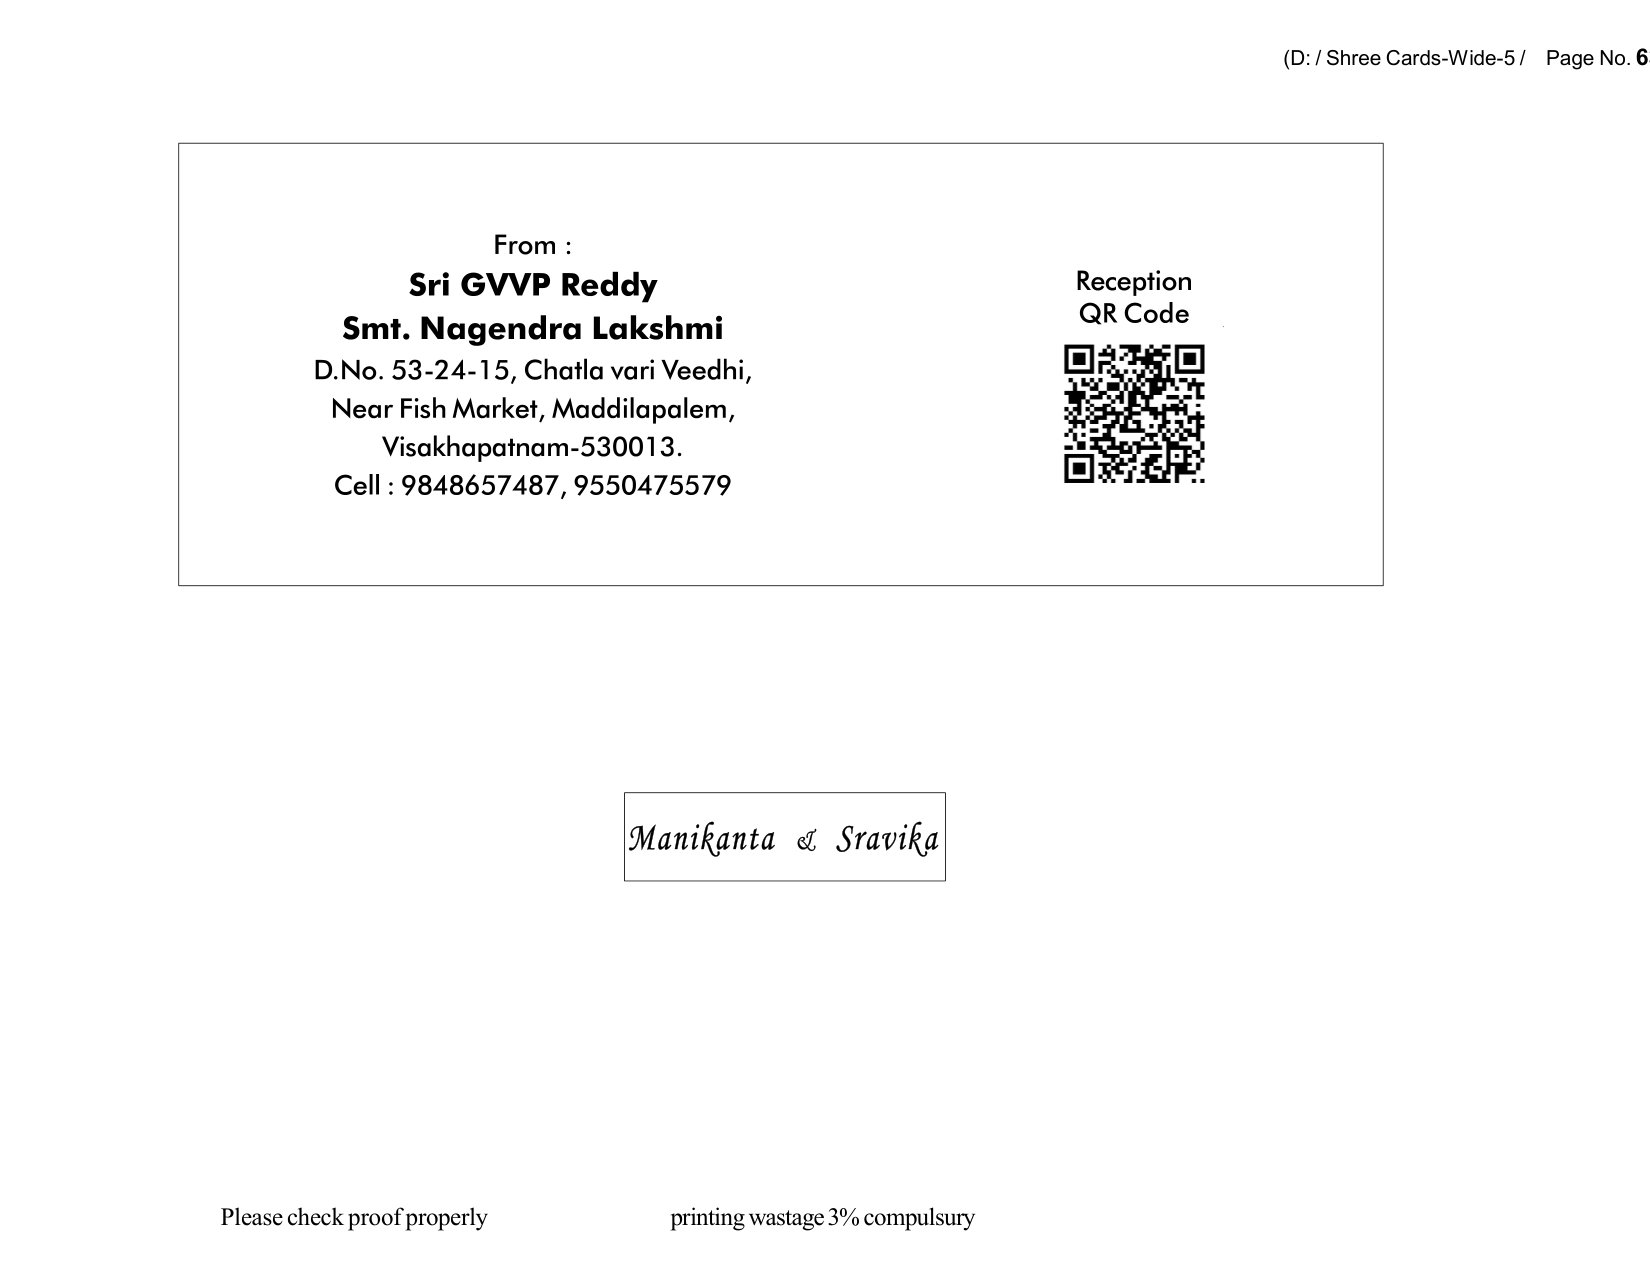 (D: / Shree Cards-Wide-5 / Page No. 6
From :
Sri GVVP Reddy
Smt. Nagendra Lakshmi
D.No. 53-24-15, Chatla vari Veedhi,
Near Fish Market, Maddilapalem,
Visakhapatnam-530013.
Cell : 9848657487, 9550475579
Reception
QR Code
Manikanta & Sravika
Please check proof properly
printing wastage 3% compulsury